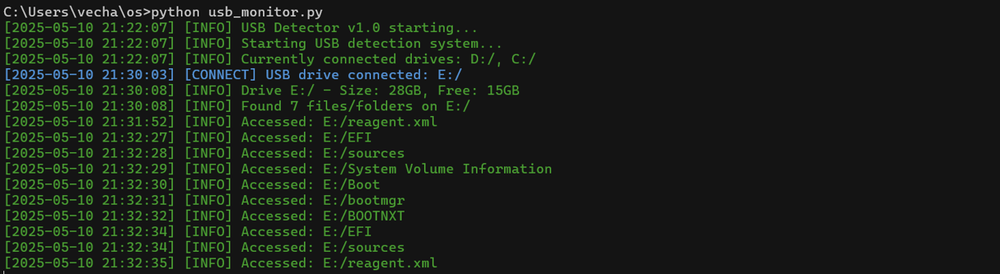 C:\Users\vecha\os>python usb_monitor.py
[2025-05-10 21:22:07] [INFO] USB Detector v1.0 starting...
[2025-05-10 21:22:07] [INFO] Starting USB detection system...
[2025-05-10 21:22:07] [INFO] Currently connected drives: D:/, C:/
[2025-05-10 21:30:03] [CONNECT] USB drive connected: E:/
[2025-05-10 21:30:08] [INFO] Drive E:/ - Size: 28GB, Free: 15GB
[2025-05-10 21:30:08] [INFO] Found 7 files/folders on E:/
[2025-05-10 21:31:52] [INFO] Accessed: E:/reagent.xml
[2025-05-10 21:32:27] [INFO] Accessed: E:/EFI
[2025-05-10 21:32:28] [INFO] Accessed: E:/sources
[2025-05-10 21:32:29] [INFO] Accessed: E:/System Volume Information
[2025-05-10 21:32:30] [INFO] Accessed: E:/Boot
[2025-05-10 21:32:31] [INFO] Accessed: E:/bootmgr
[2025-05-10 21:32:32] [INFO] Accessed: E:/BOOTNXT
[2025-05-10 21:32:34] [INFO] Accessed: E:/EFI
[2025-05-10 21:32:34] [INFO] Accessed: E:/sources
[2025-05-10 21:32:35] [INFO] Accessed: E:/reagent.xml